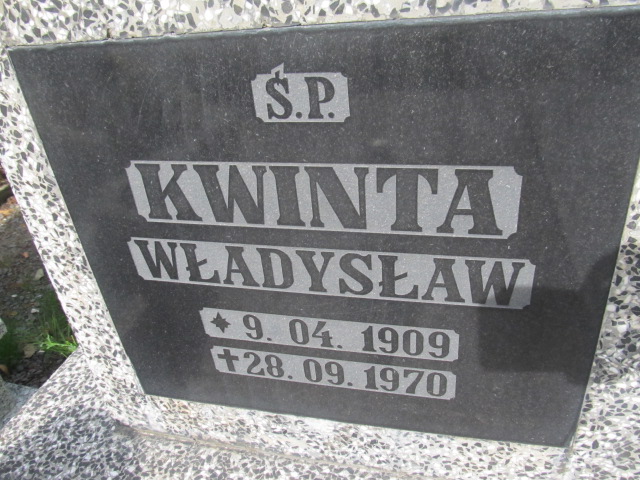 Ś.P.
KWINTA
WŁADYSŁAW
✶ 9. 04. 1909
✝ 28. 09. 1970